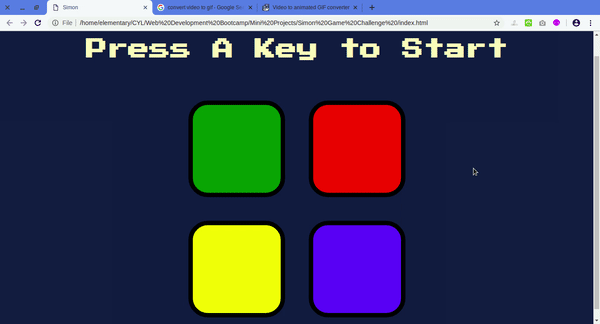 Simon
convert video to gif - Google Se
Video to animated GIF converter
File | /home/elementary/CYL/Web%20Development%20Bootcamp/Mini%20Projects/Simon%20Game%20Challenge%20/index.html
Press A Key to Start